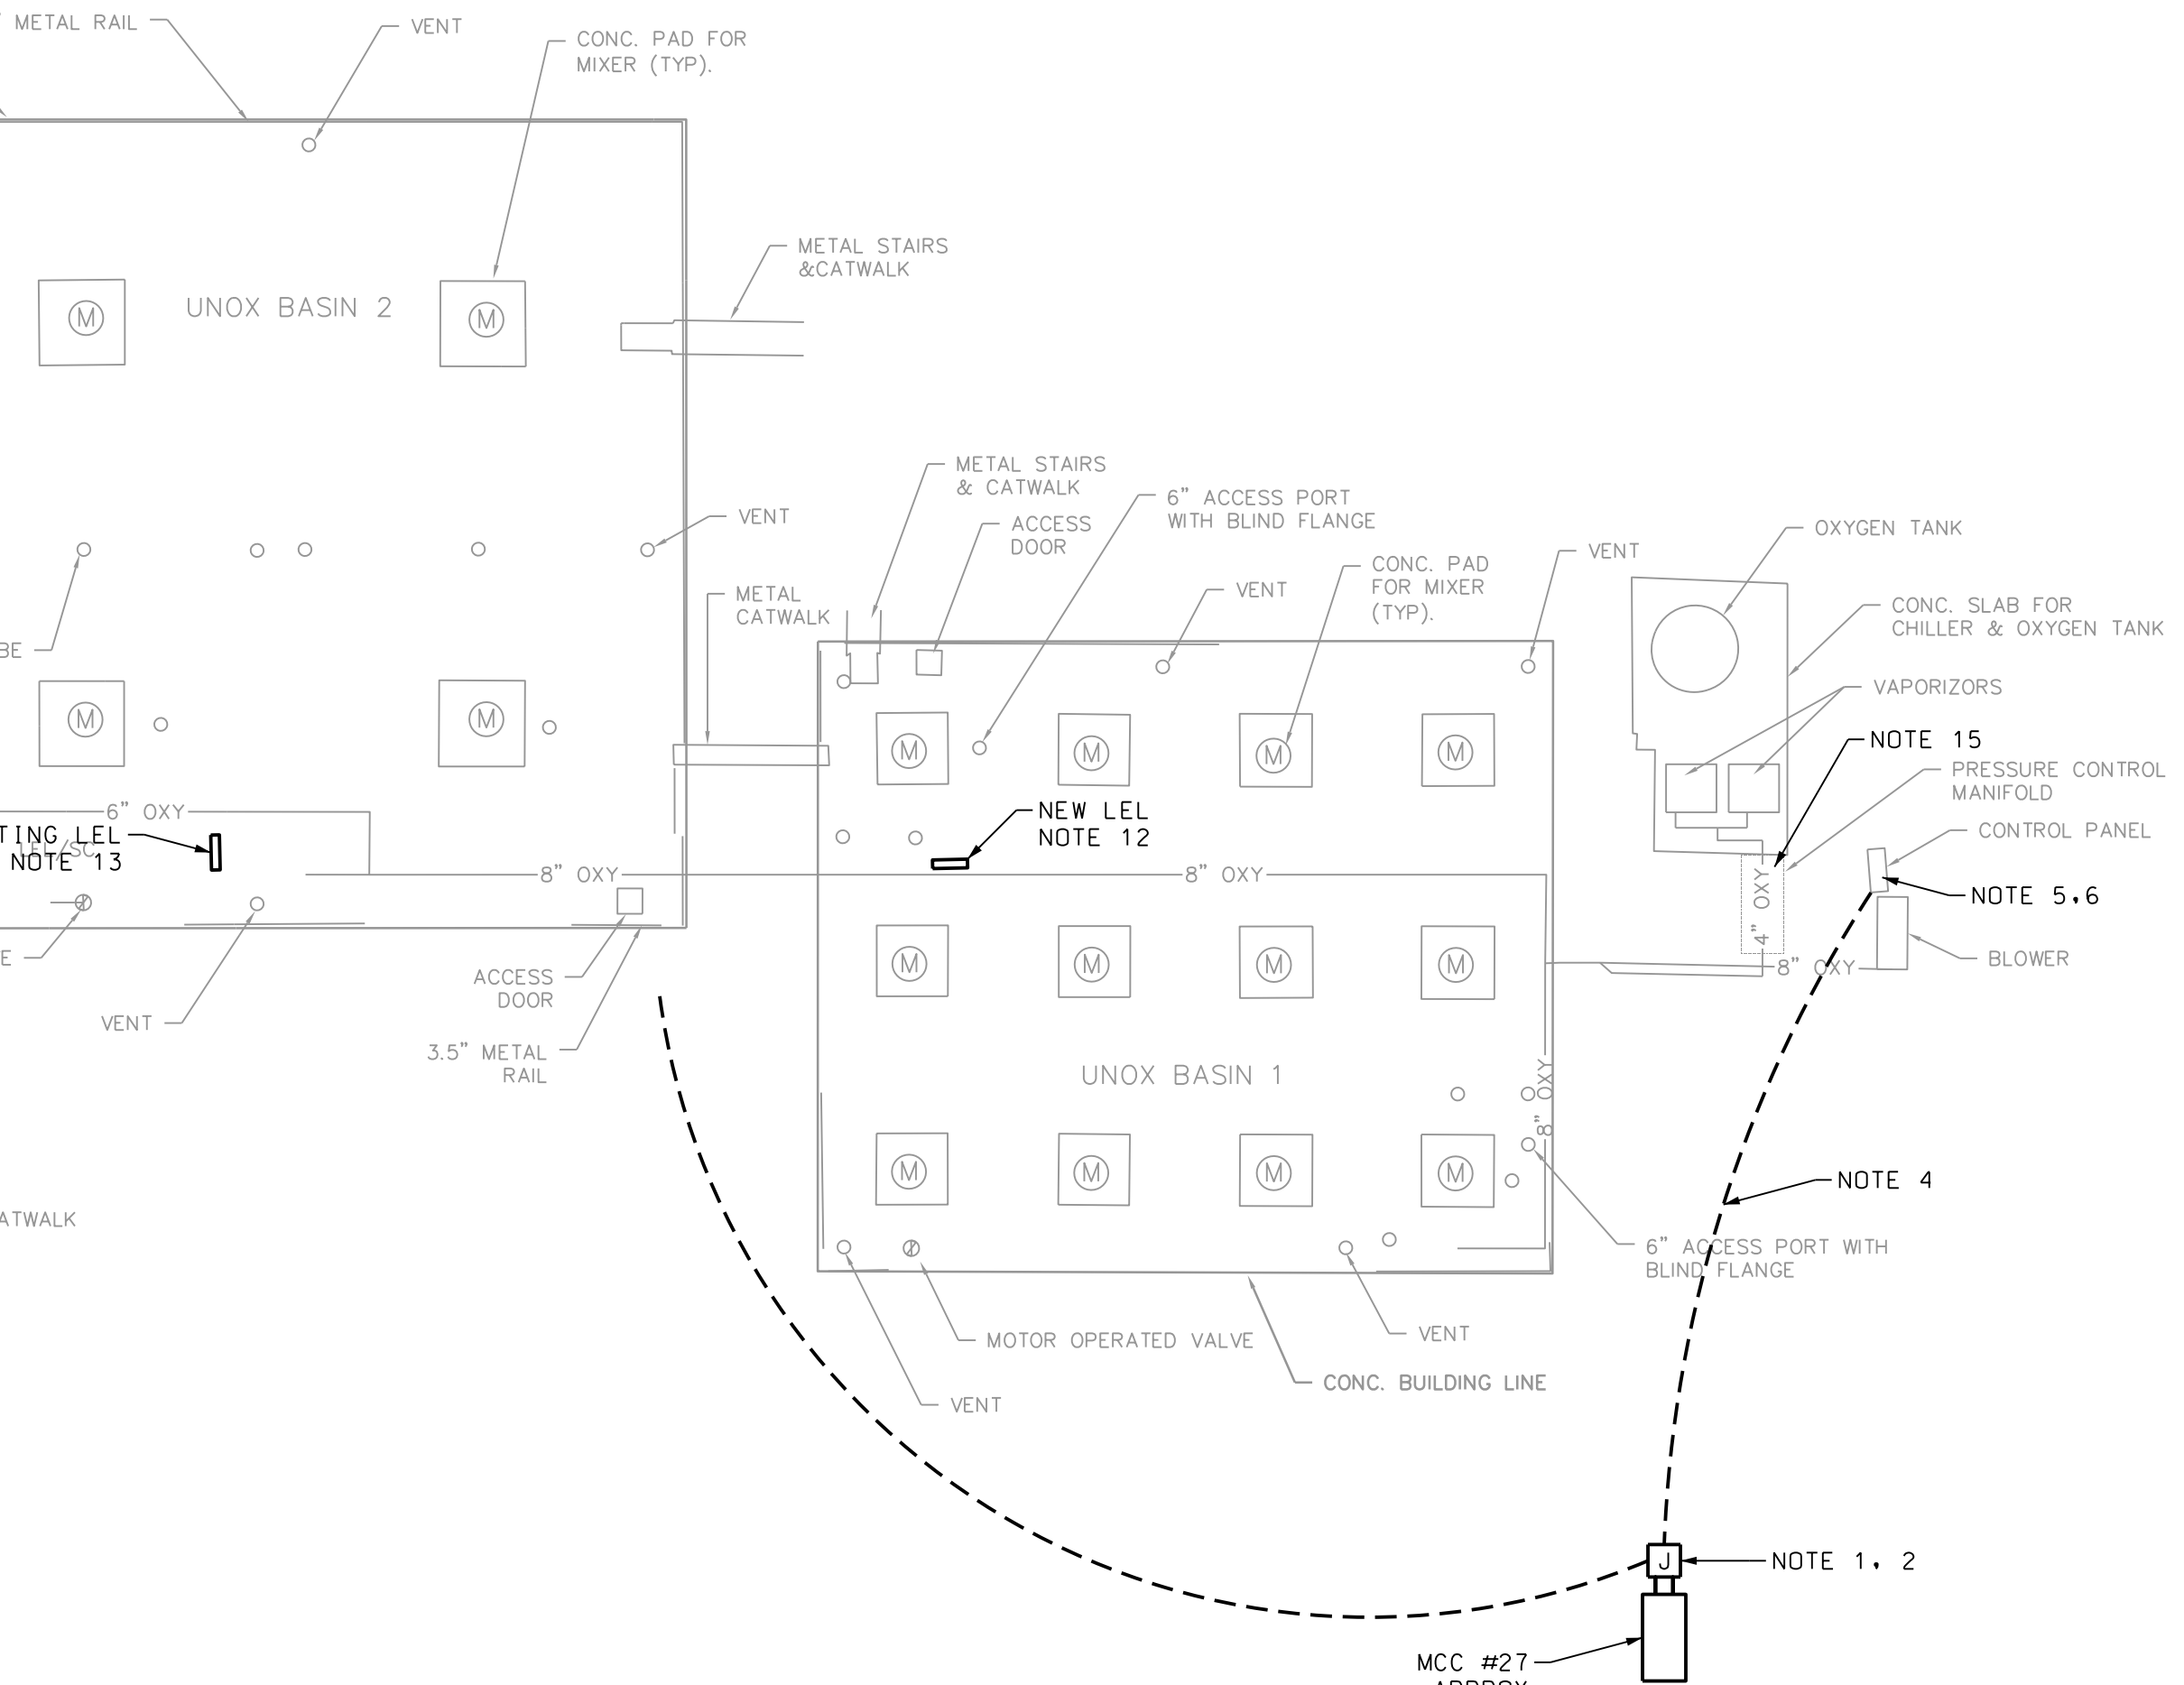 METAL RAIL
VENT
CONC. PAD FOR
MIXER (TYP).
METAL STAIRS
&CATWALK
M
UNOX BASIN 2
M
METAL STAIRS
& CATWALK
6" ACCESS PORT
WITH BLIND FLANGE
ACCESS
DOOR
VENT
VENT
OXYGEN TANK
CONC. PAD
FOR MIXER
(TYP).
VENT
METAL
CATWALK
CONC. SLAB FOR
CHILLER & OXYGEN TANK
BE
VAPORIZORS
M
M
M
M
M
M
NOTE 15
PRESSURE CONTROL
MANIFOLD
6" OXY
TING LEL
LEL/SC
NOTE 13
NEW LEL
NOTE 12
CONTROL PANEL
8" OXY
8" OXY
4" OXY
NOTE 5,6
E
ACCESS
DOOR
M
M
M
M
8" OXY
BLOWER
VENT
3.5" METAL
RAIL
UNOX BASIN 1
8" OXY
M
M
M
M
NOTE 4
ATWALK
6" ACCESS PORT WITH
BLIND FLANGE
MOTOR OPERATED VALVE
VENT
CONC. BUILDING LINE
VENT
J
NOTE 1, 2
MCC #27
APPROX